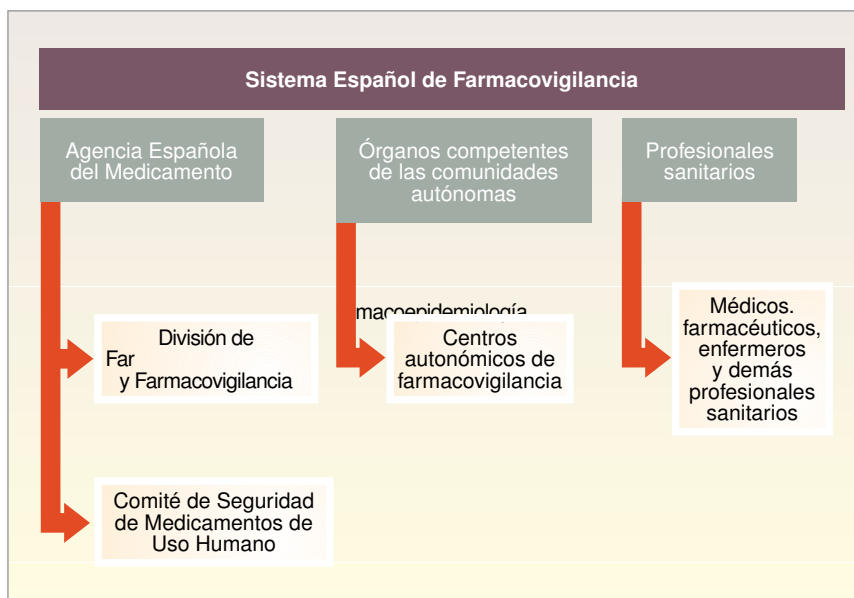 Sistema Español de Farmacovigilancia
Agencia Española
del Medicamento
Órganos competentes
de las comunidades
autónomas
Profesionales
sanitarios
División de
Far
macoepidemiología
y Farmacovigilancia
Centros
autonómicos de
farmacovigilancia
Médicos.
farmacéuticos,
enfermeros
y demás
profesionales
sanitarios
Comité de Seguridad
de Medicamentos de
Uso Humano